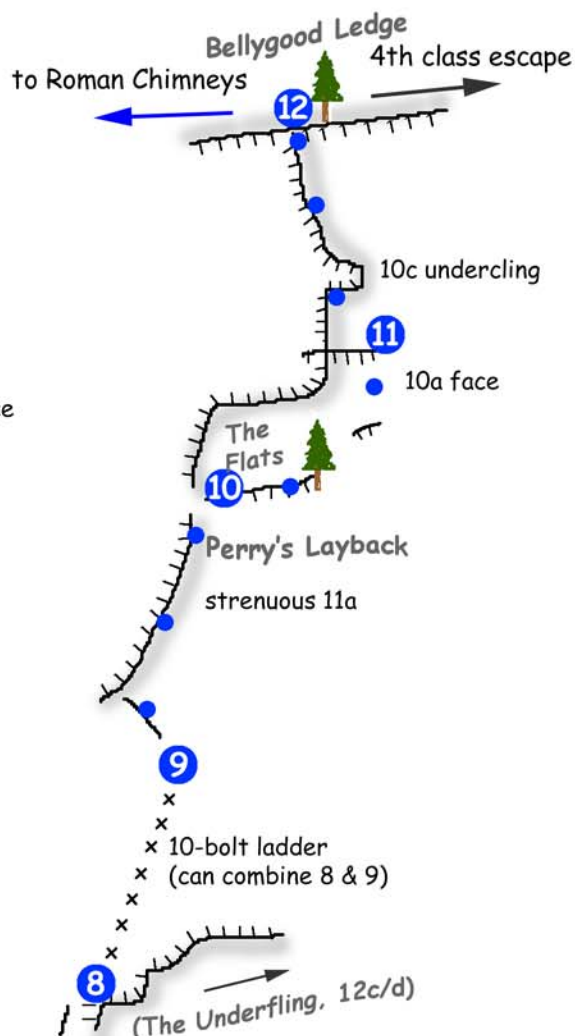 Bellygood Ledge
4th class escape
to Roman Chimneys
12
10c undercling
11
10a face
The
Flats
10
Perry's Layback
strenuous 11a
9
10-bolt ladder
(can combine 8 & 9)
8
(The Underfling, 12c/d)